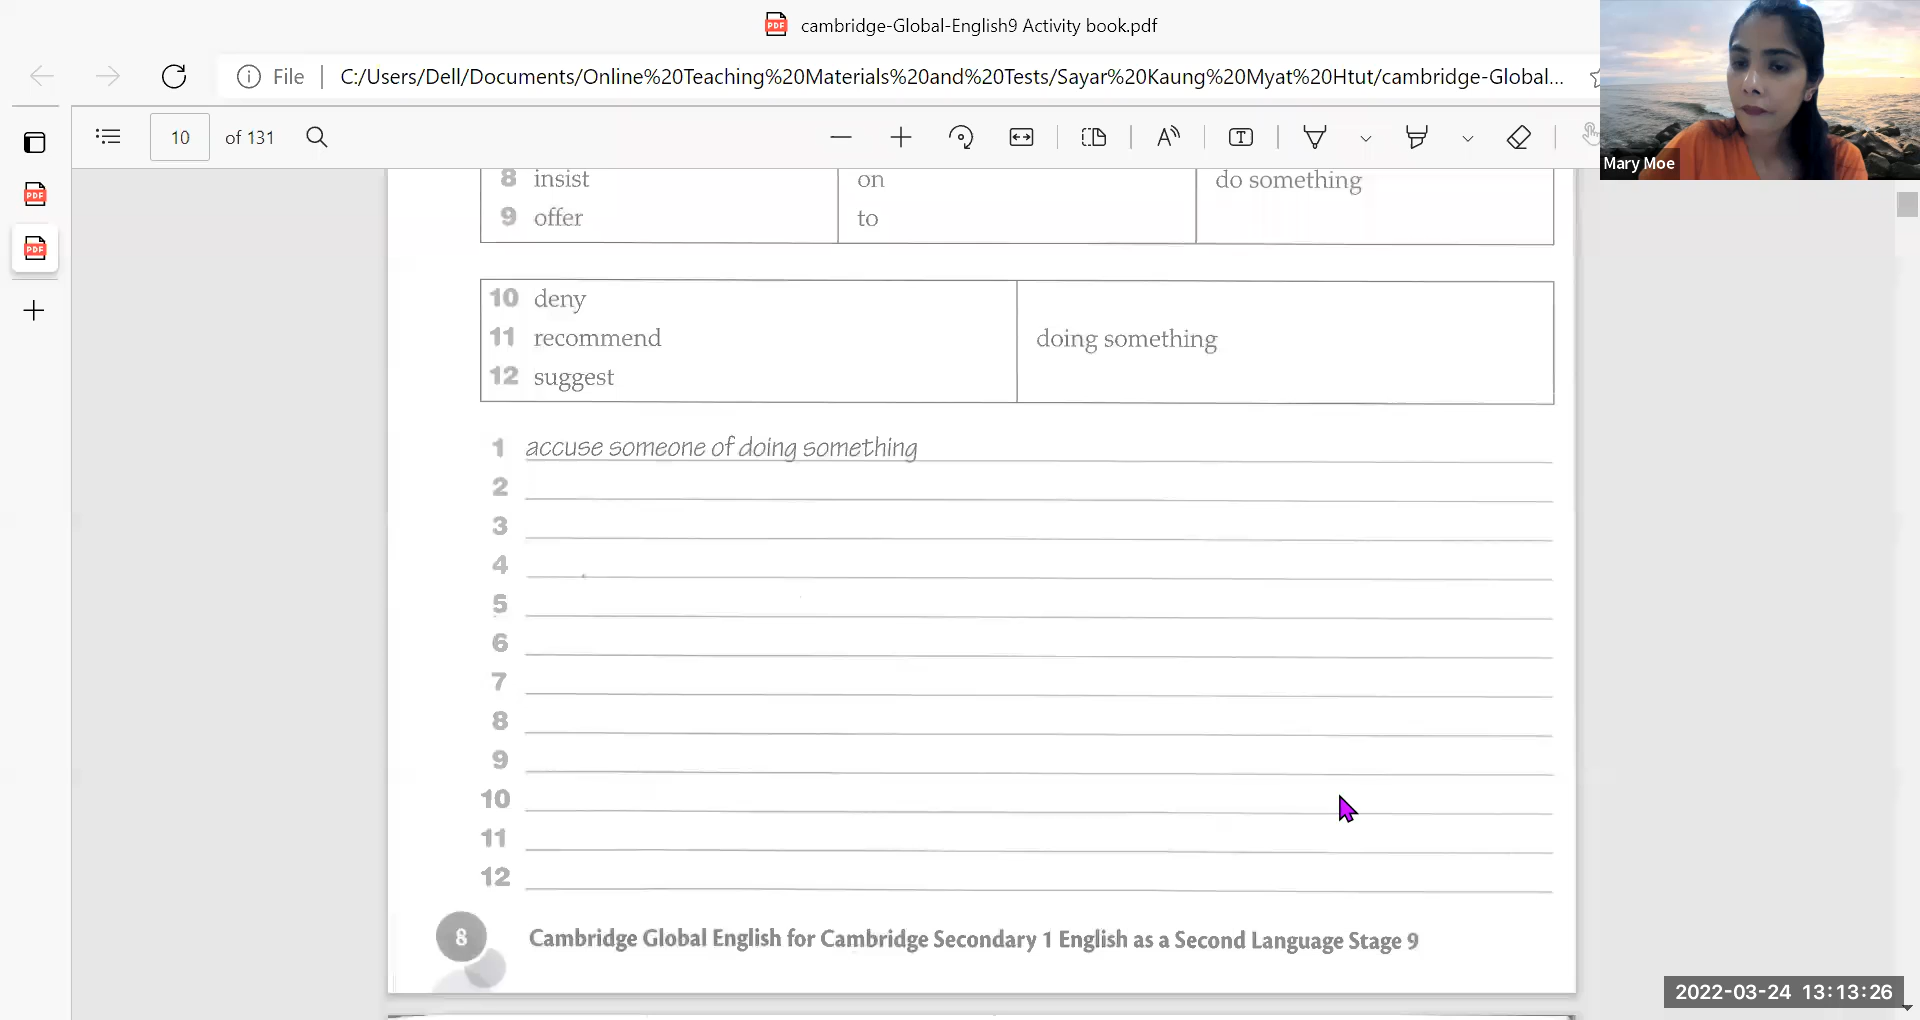 cambridge-Global-English9 Activity book.pdf
File
C:/Users/Dell/Documents/Online%20Teaching%20Materials%20and%20Tests/Sayar%20Kaung%20Myat%20Htut/cambridge-Global...
10 of 131
Mary Moe
8 insist on do something
9 offer to
10 deny
11 recommend doing something
12 suggest
1 accuse someone of doing something
2
3
4
5
6
7
8
9
10
11
12
8 Cambridge Global English for Cambridge Secondary 1 English as a Second Language Stage 9
2022-03-24 13:13:26